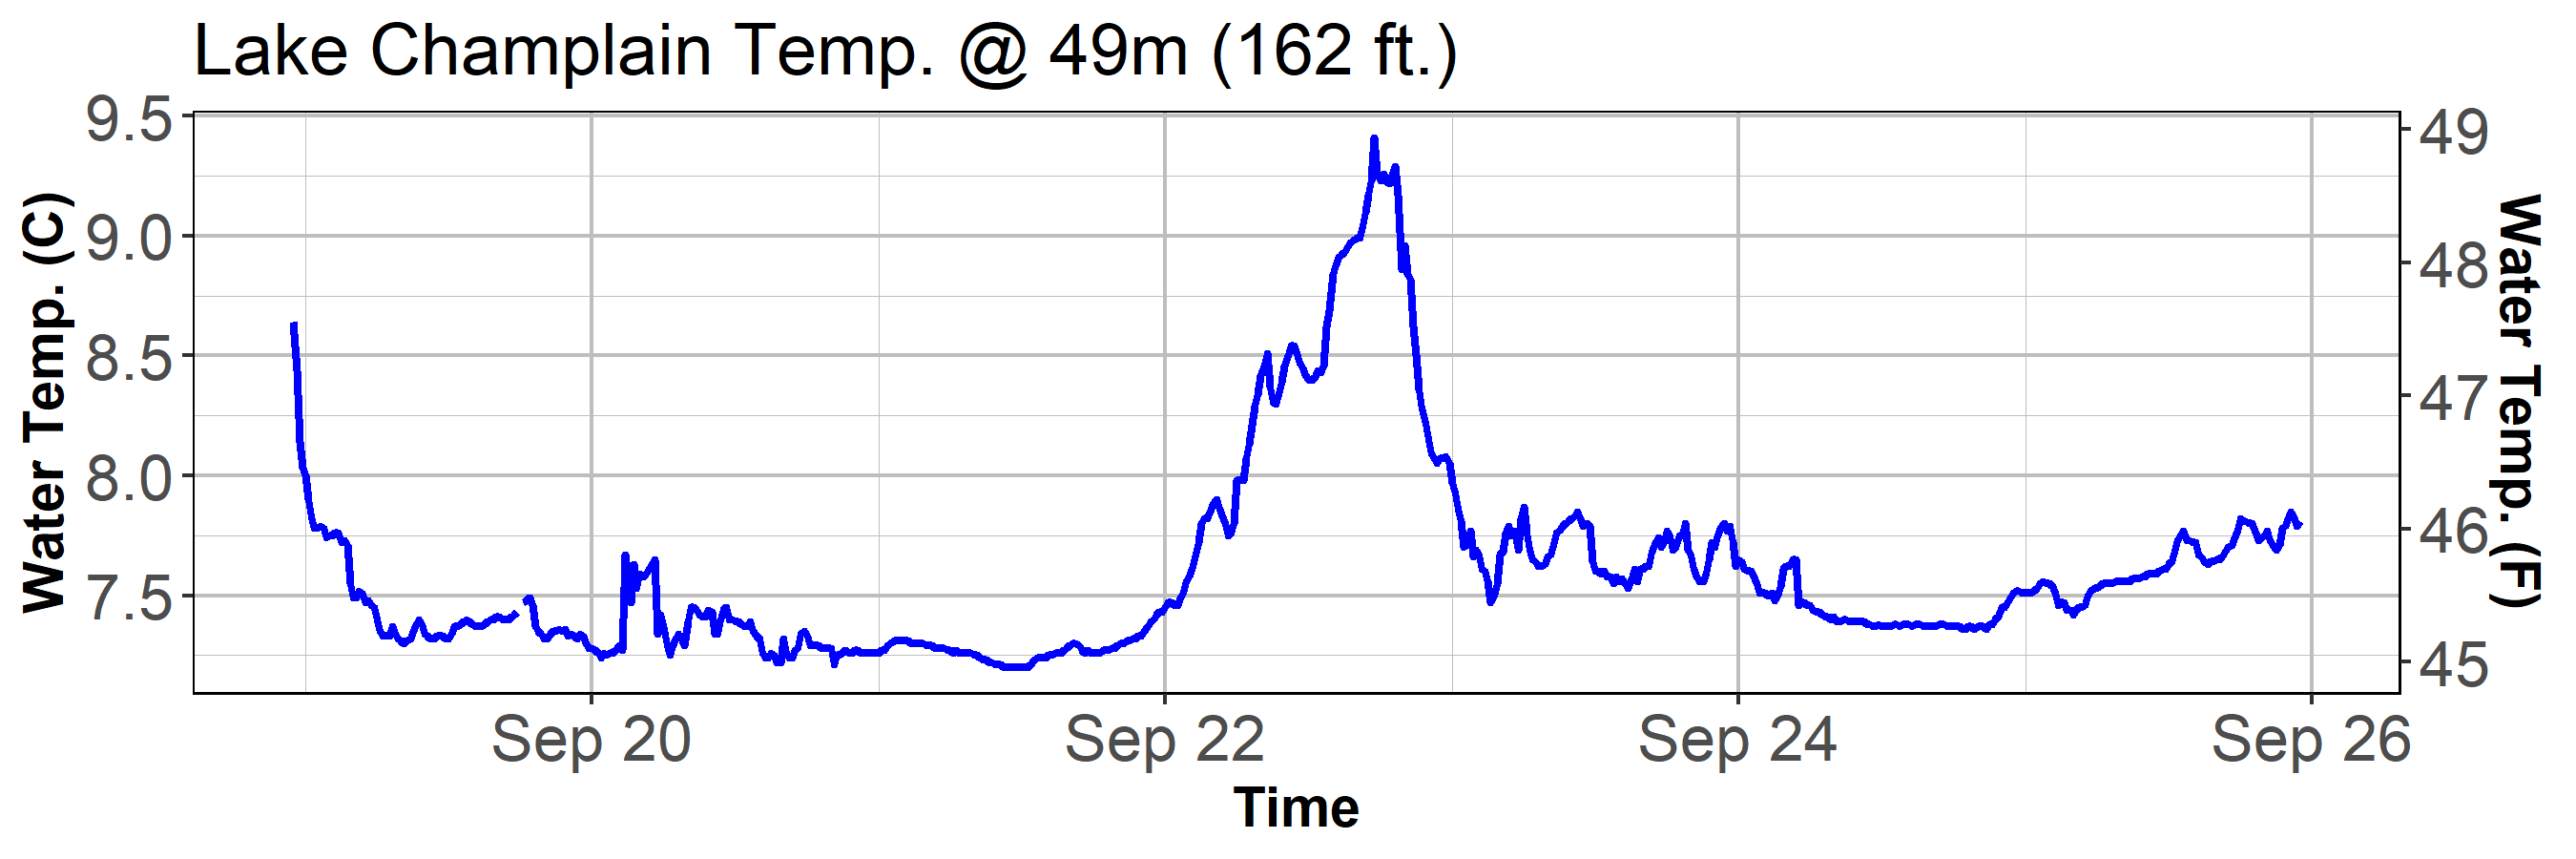 Lake Champlain Temp. @ 49m (162 ft.)
Water Temp. (C)
9.5
9.0
8.5
8.0
7.5
49
48
47
46
45
Water Temp. (F)
Sep 20 Sep 22 Sep 24 Sep 26
Time